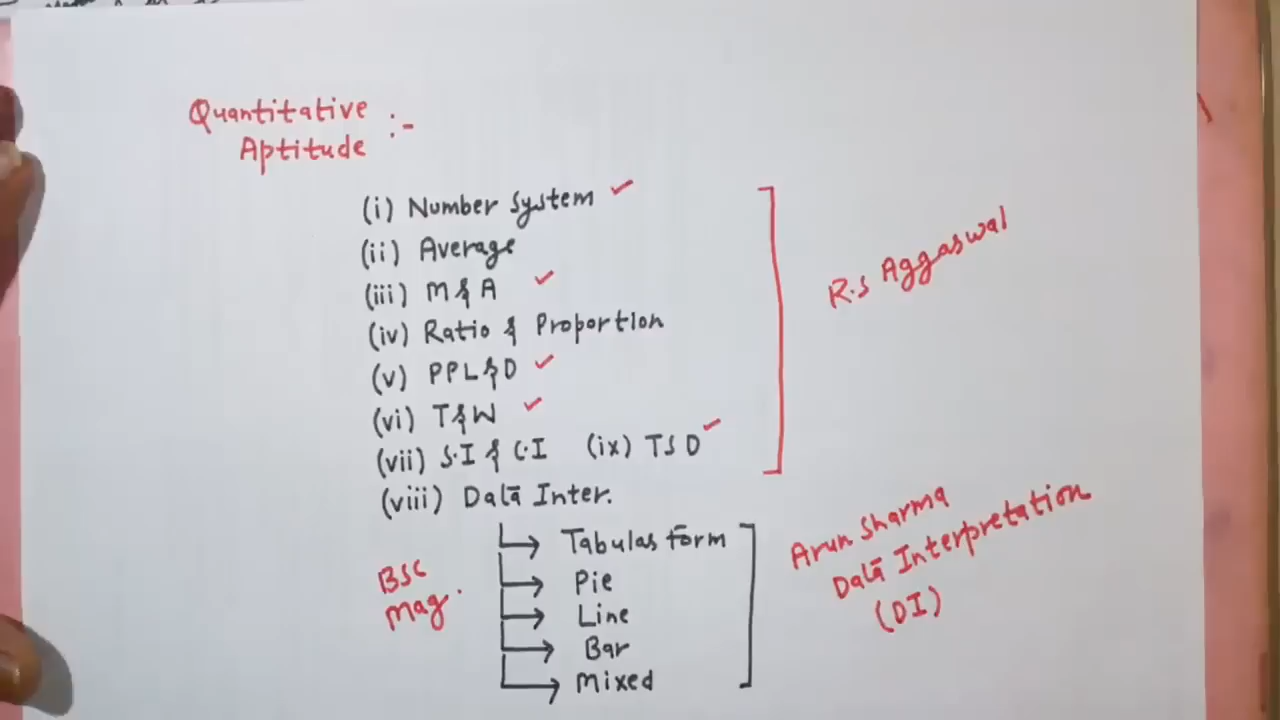 Quantitative
Aptitude :-
(i) Number System ✓
(ii) Average
(iii) M & A ✓
(iv) Ratio & Proportion
(v) PPL & D ✓
(vi) T & W ✓
(vii) S.I & C.I (ix) TSD ✓
R.S Aggarwal
(viii) Data Inter.
Tabular form
Pie
Line
Bar
Mixed
BSC
Mag.
Arun Sharma
Data Interpretation
(DI)